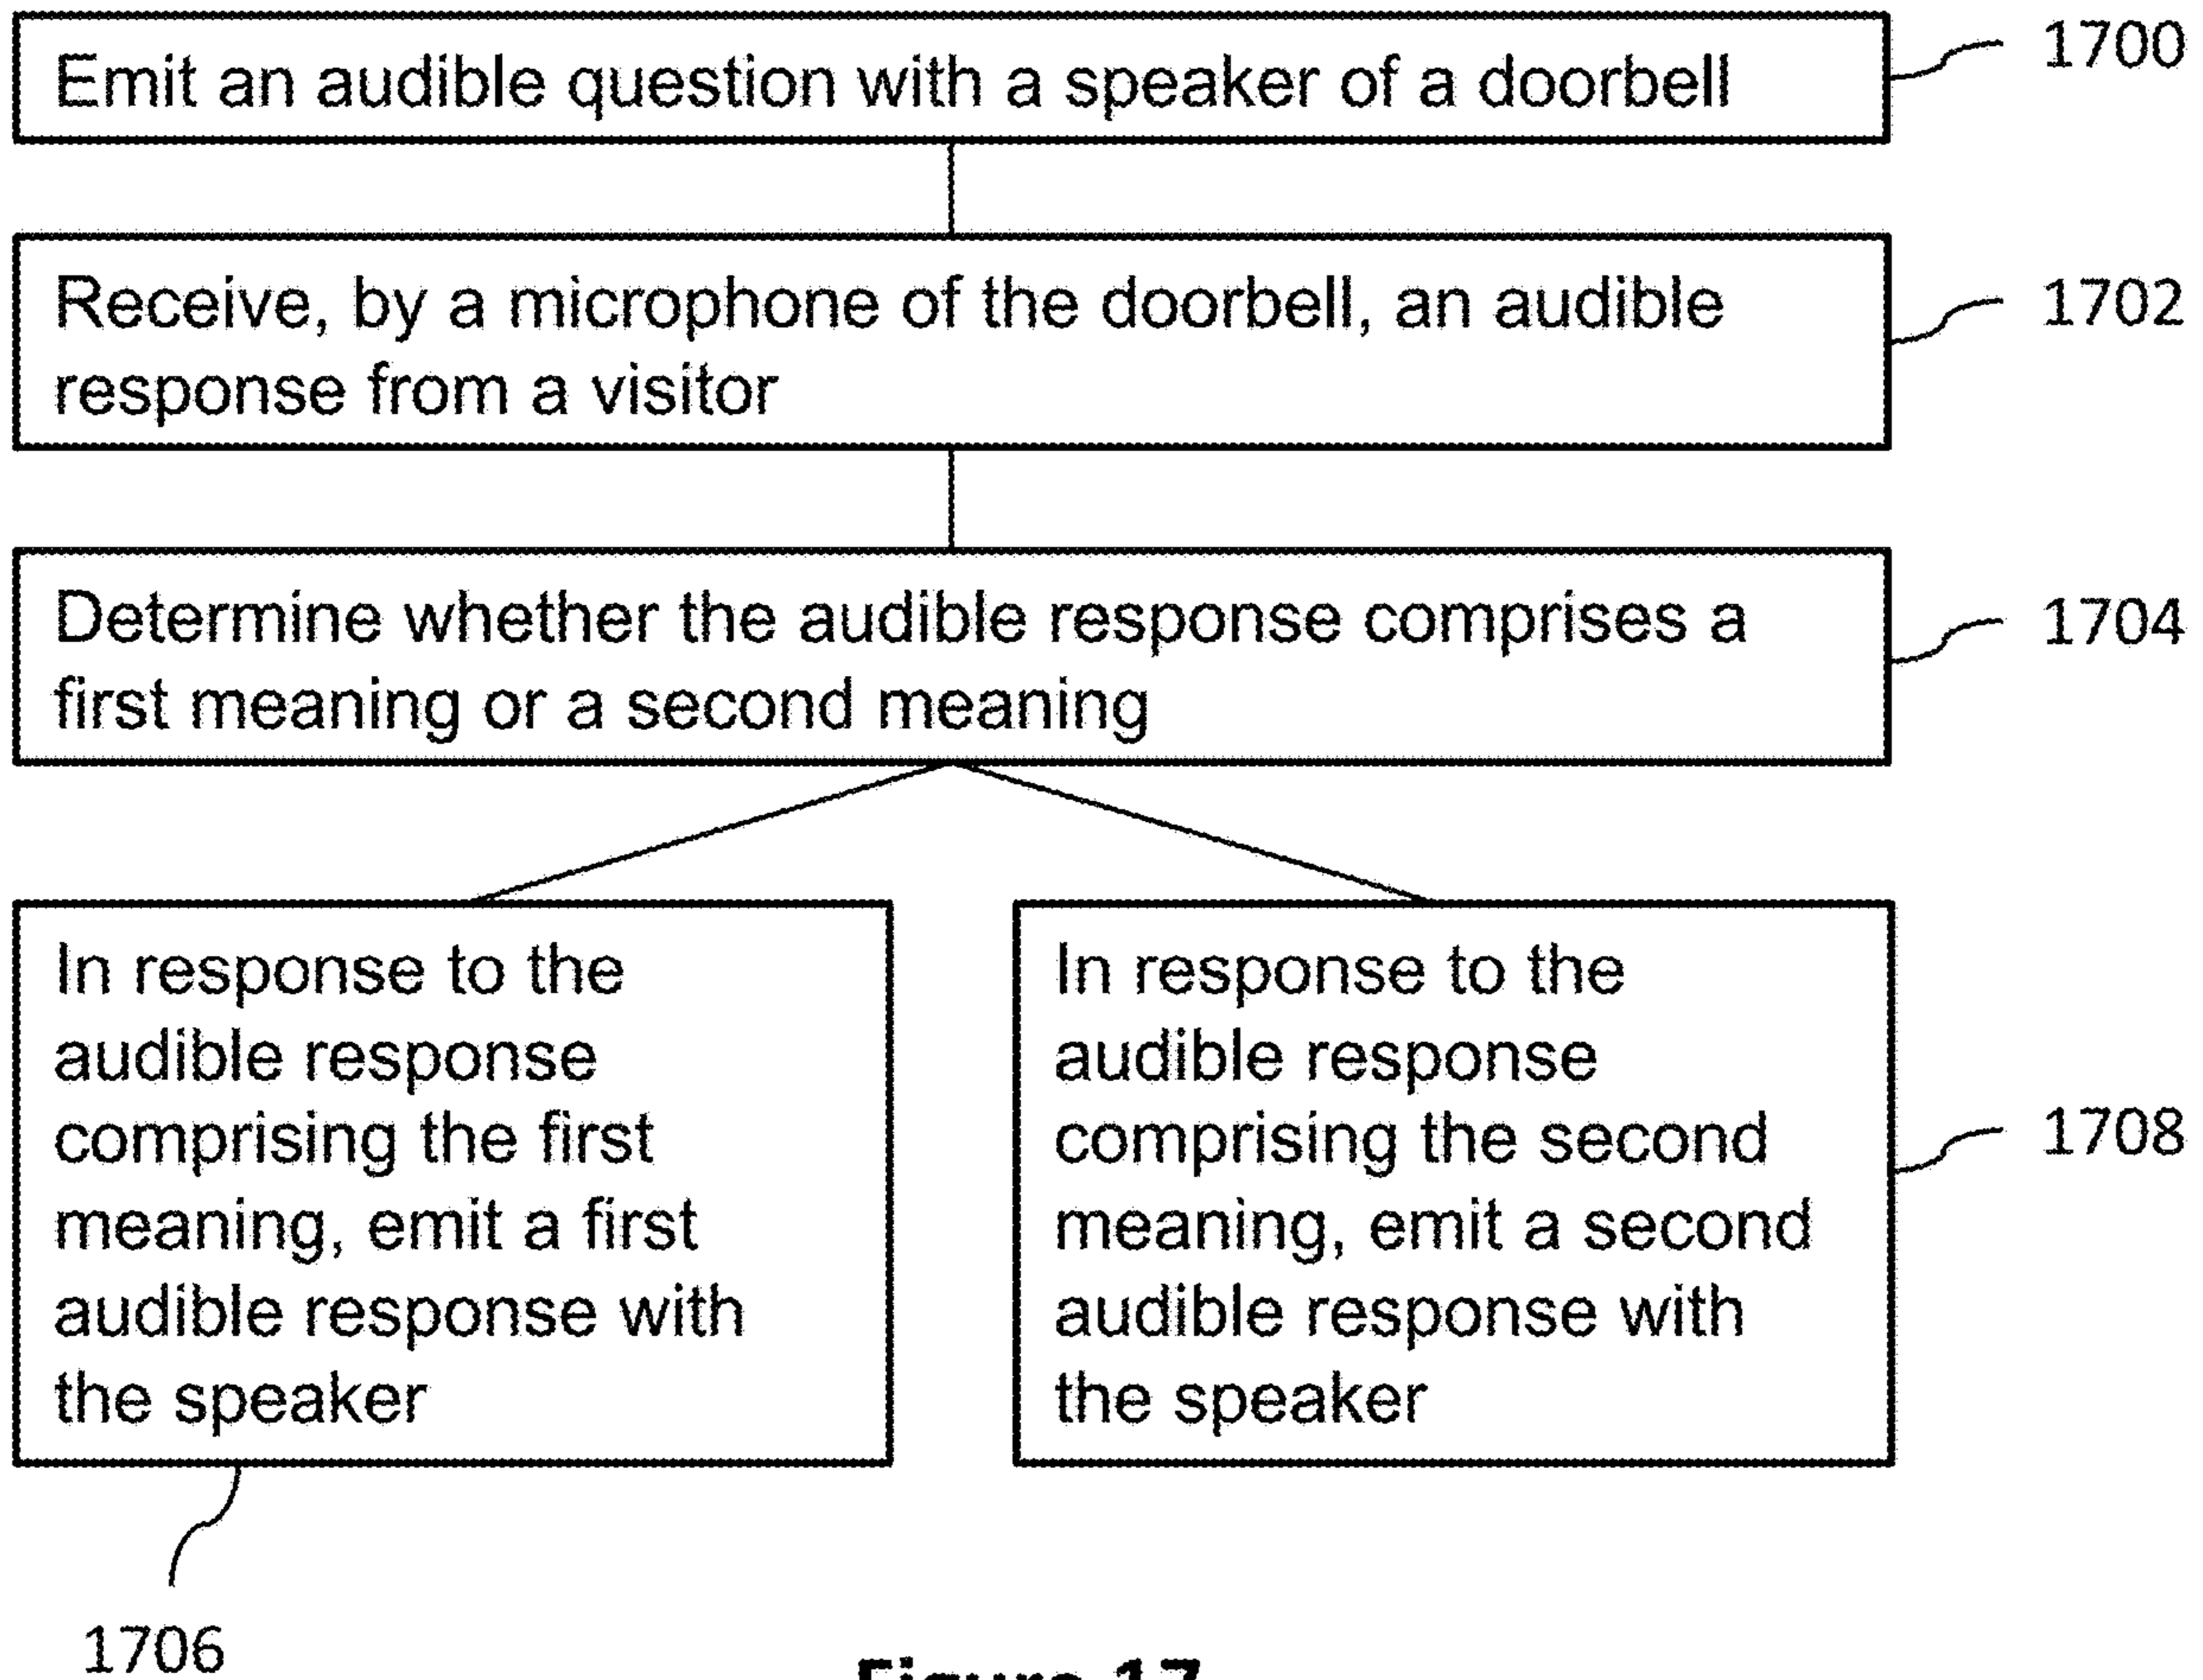 Emit an audible question with a speaker of a doorbell
1700
Receive, by a microphone of the doorbell, an audible
response from a visitor
1702
Determine whether the audible response comprises a
first meaning or a second meaning
1704
In response to the
audible response
comprising the first
meaning, emit a first
audible response with
the speaker
1706
In response to the
audible response
comprising the second
meaning, emit a second
audible response with
the speaker
1708
Figure 17